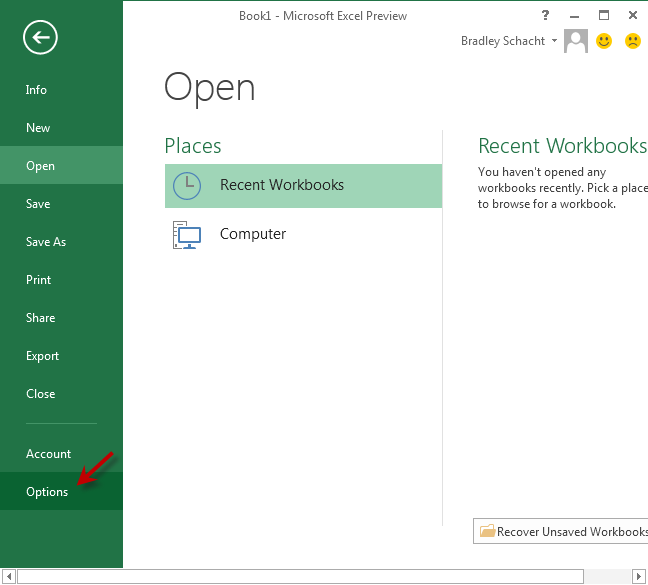 Book1 - Microsoft Excel Preview
?
Bradley Schacht
Info
New
Open
Save
Save As
Print
Share
Export
Close
Account
Options
Open
Places
Recent Workbooks
Computer
Recent Workbooks
You haven't opened any
workbooks recently. Pick a place
to browse for a workbook.
Recover Unsaved Workbooks